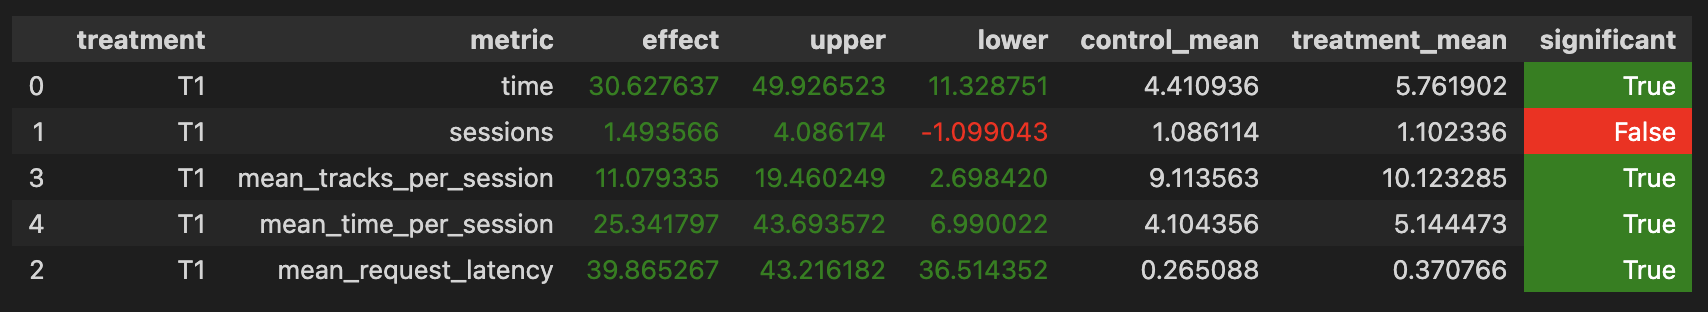 treatment metric effect upper lower control_mean treatment_mean significant
0 T1 time 30.627637 49.926523 11.328751 4.410936 5.761902 True
1 T1 sessions 1.493566 4.086174 -1.099043 1.086114 1.102336 False
3 T1 mean_tracks_per_session 11.079335 19.460249 2.698420 9.113563 10.123285 True
4 T1 mean_time_per_session 25.341797 43.693572 6.990022 4.104356 5.144473 True
2 T1 mean_request_latency 39.865267 43.216182 36.514352 0.265088 0.370766 True